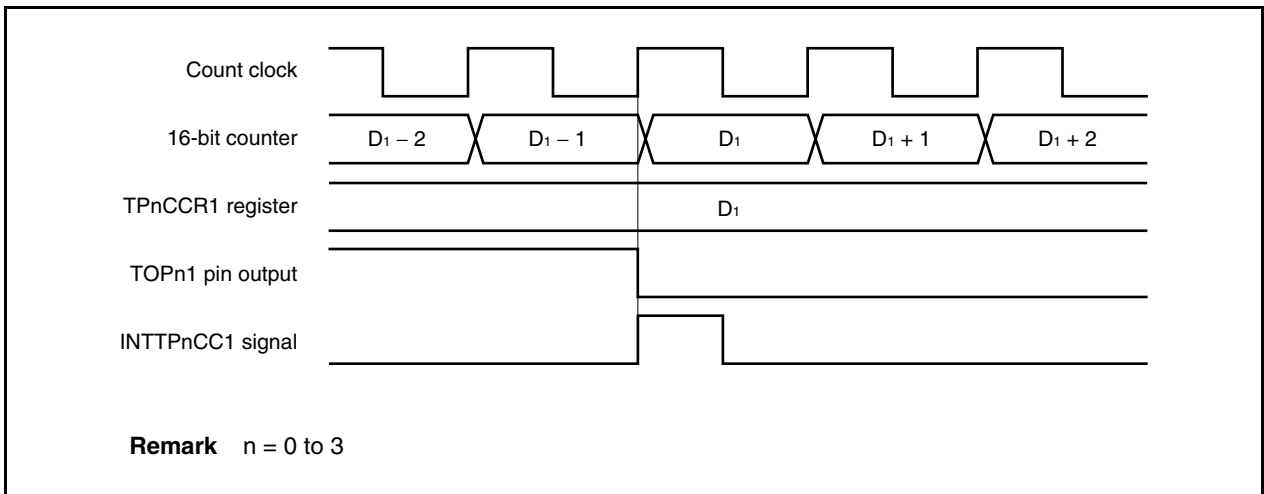 Count clock
16-bit counter D₁ − 2 D₁ − 1 D₁ D₁ + 1 D₁ + 2
TPnCCR1 register D₁
TOPn1 pin output
INTTPnCC1 signal
Remark n = 0 to 3